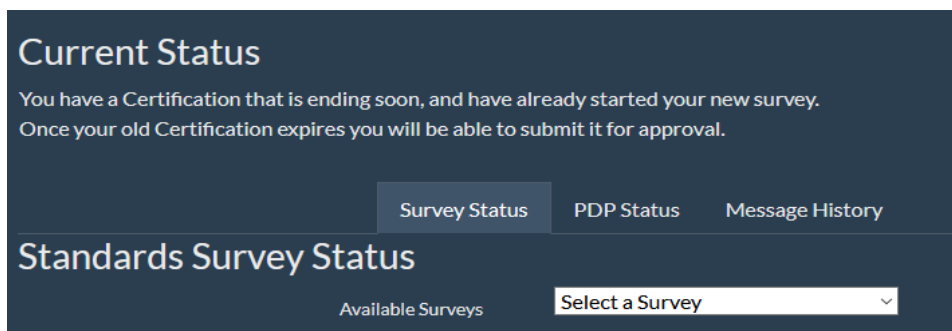 Current Status
You have a Certification that is ending soon, and have already started your new survey.
Once your old Certification expires you will be able to submit it for approval.
Survey Status PDP Status Message History
Standards Survey Status
Available Surveys Select a Survey